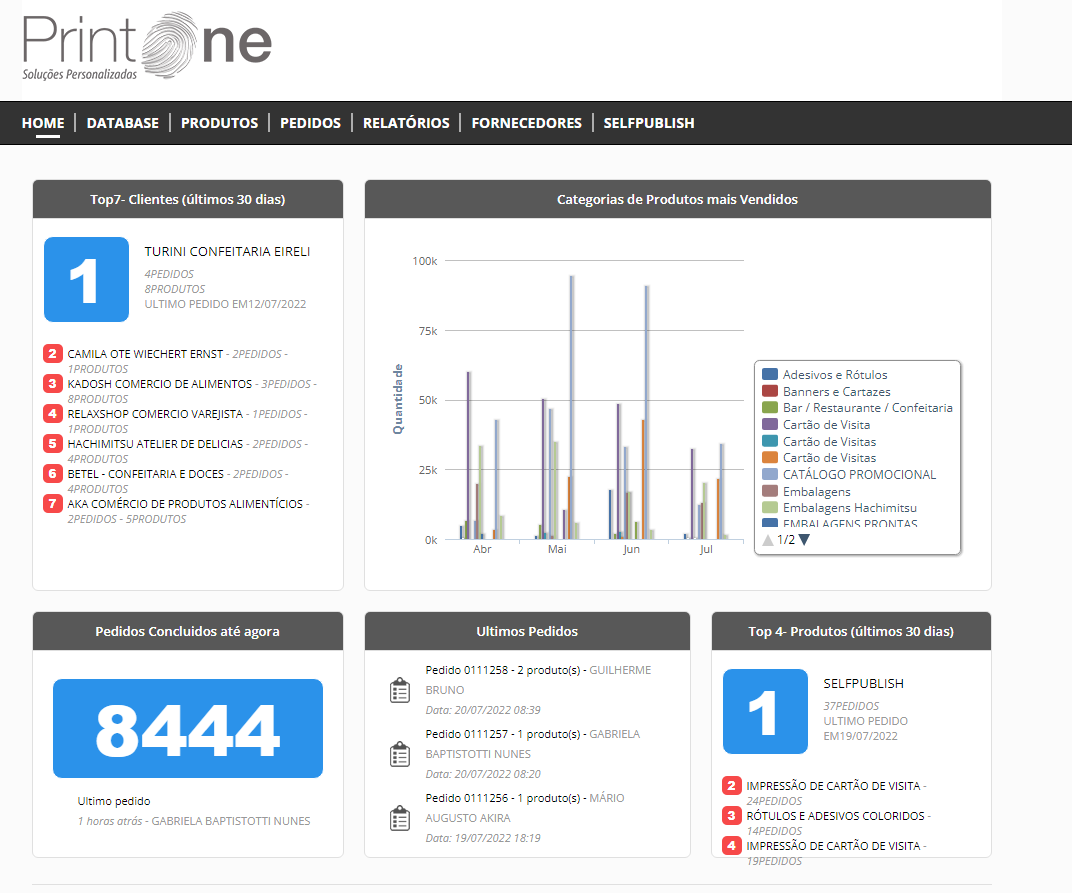 PrintOne
Soluções Personalizadas
HOME
DATABASE
PRODUTOS
PEDIDOS
RELATÓRIOS
FORNECEDORES
SELFPUBLISH
Top7- Clientes (últimos 30 dias)
1
TURINI CONFEITARIA EIRELI
4PEDIDOS
8PRODUTOS
ULTIMO PEDIDO EM12/07/2022
2 CAMILA OTE WIECHERT ERNST - 2PEDIDOS -
1PRODUTOS
3 KADOSH COMERCIO DE ALIMENTOS - 3PEDIDOS -
8PRODUTOS
4 RELAXSHOP COMERCIO VAREJISTA - 1PEDIDOS -
1PRODUTOS
5 HACHIMITSU ATELIER DE DELICIAS - 2PEDIDOS -
4PRODUTOS
6 BETEL - CONFEITARIA E DOCES - 2PEDIDOS -
4PRODUTOS
7 AKA COMÉRCIO DE PRODUTOS ALIMENTÍCIOS -
2PEDIDOS - 5PRODUTOS
Categorias de Produtos mais Vendidos
Quantidade
100k
75k
50k
25k
0k
Abr
Mai
Jun
Jul
Adesivos e Rótulos
Banners e Cartazes
Bar / Restaurante / Confeitaria
Cartão de Visita
Cartão de Visitas
Cartão de Visitas
CATÁLOGO PROMOCIONAL
Embalagens
Embalagens Hachimitsu
EMBALAGENS PRONTAS
1/2
Pedidos Concluidos até agora
8444
Ultimo pedido
1 horas atrás - GABRIELA BAPTISTOTTI NUNES
Ultimos Pedidos
Pedido 0111258 - 2 produto(s) - GUILHERME
BRUNO
Data: 20/07/2022 08:39
Pedido 0111257 - 1 produto(s) - GABRIELA
BAPTISTOTTI NUNES
Data: 20/07/2022 08:20
Pedido 0111256 - 1 produto(s) - MÁRIO
AUGUSTO AKIRA
Data: 19/07/2022 18:19
Top 4- Produtos (últimos 30 dias)
1
SELFPUBLISH
37PEDIDOS
ULTIMO PEDIDO
EM19/07/2022
2 IMPRESSÃO DE CARTÃO DE VISITA -
24PEDIDOS
3 RÓTULOS E ADESIVOS COLORIDOS -
14PEDIDOS
4 IMPRESSÃO DE CARTÃO DE VISITA -
19PEDIDOS